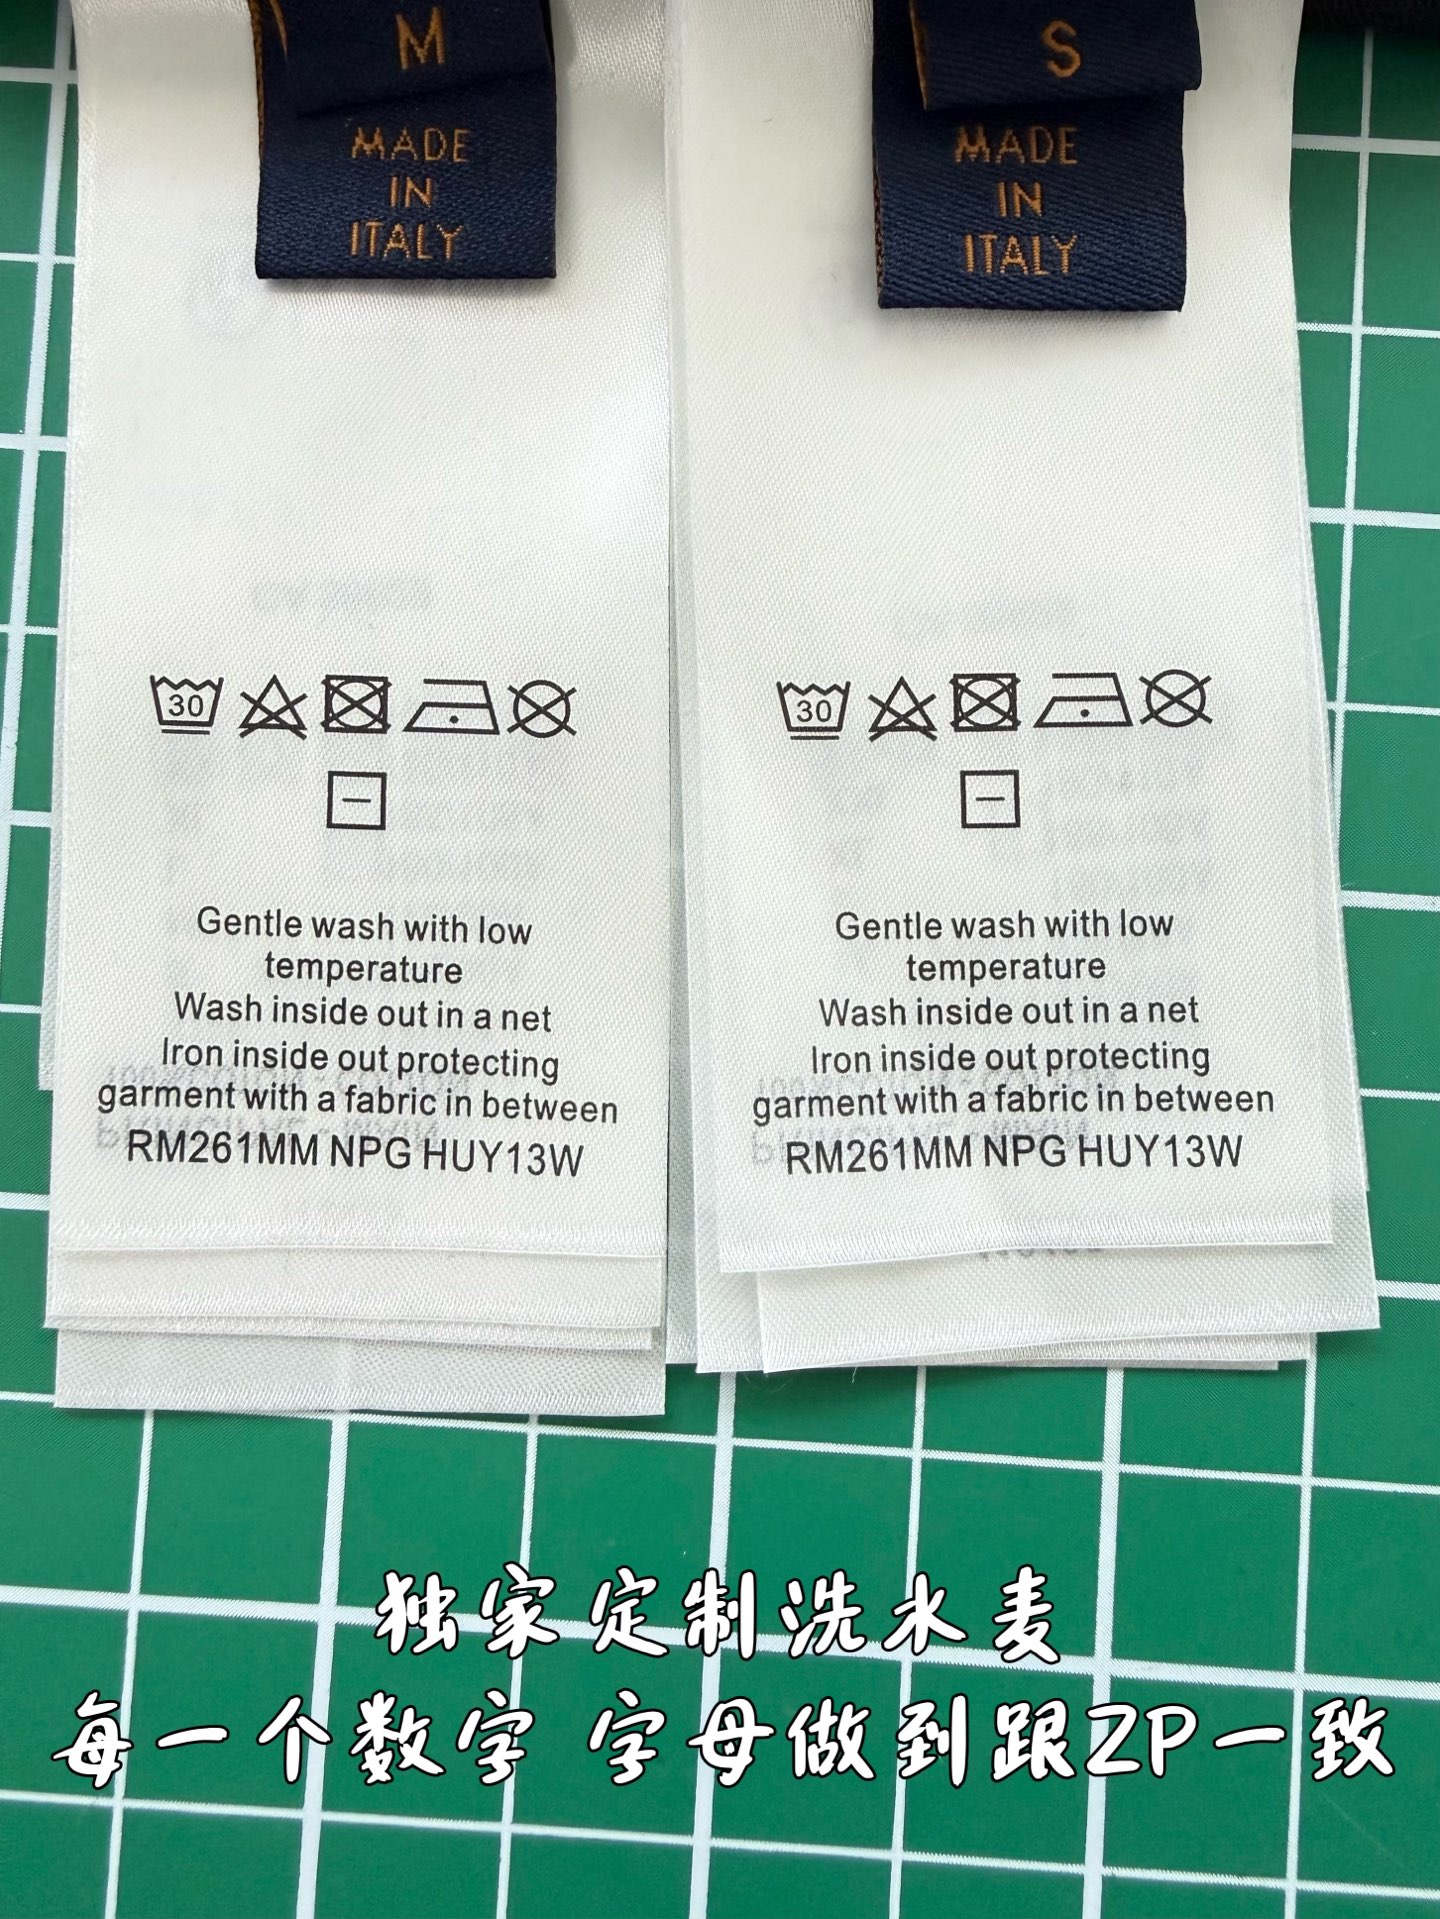 M
MADE
IN
ITALY
S
MADE
IN
ITALY
30
Gentle wash with low
temperature
Wash inside out in a net
Iron inside out protecting
garment with a fabric in between
RM261MM NPG HUY13W
30
Gentle wash with low
temperature
Wash inside out in a net
Iron inside out protecting
garment with a fabric in between
RM261MM NPG HUY13W
独家定制洗水麦
每一个数字 字母做到跟ZP一致